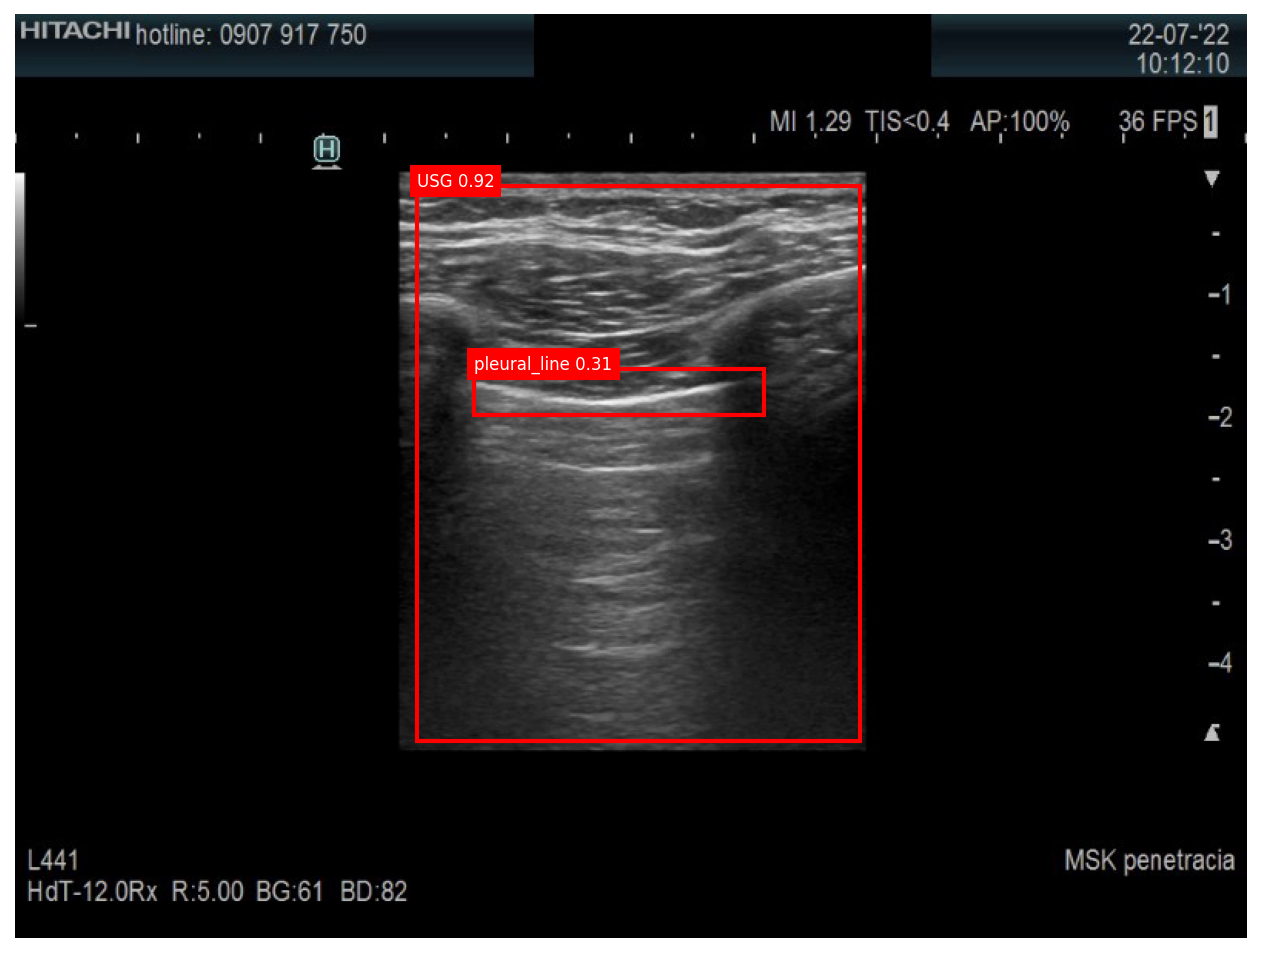 HITACHI hotline: 0907 917 750
22-07-'22
10:12:10
MI 1.29 TIS<0.4 AP:100% 36 FPS 1
H
USG 0.92
-1
pleural_line 0.31
-2
-3
-4
L441
MSK penetracia
HdT-12.0Rx R:5.00 BG:61 BD:82